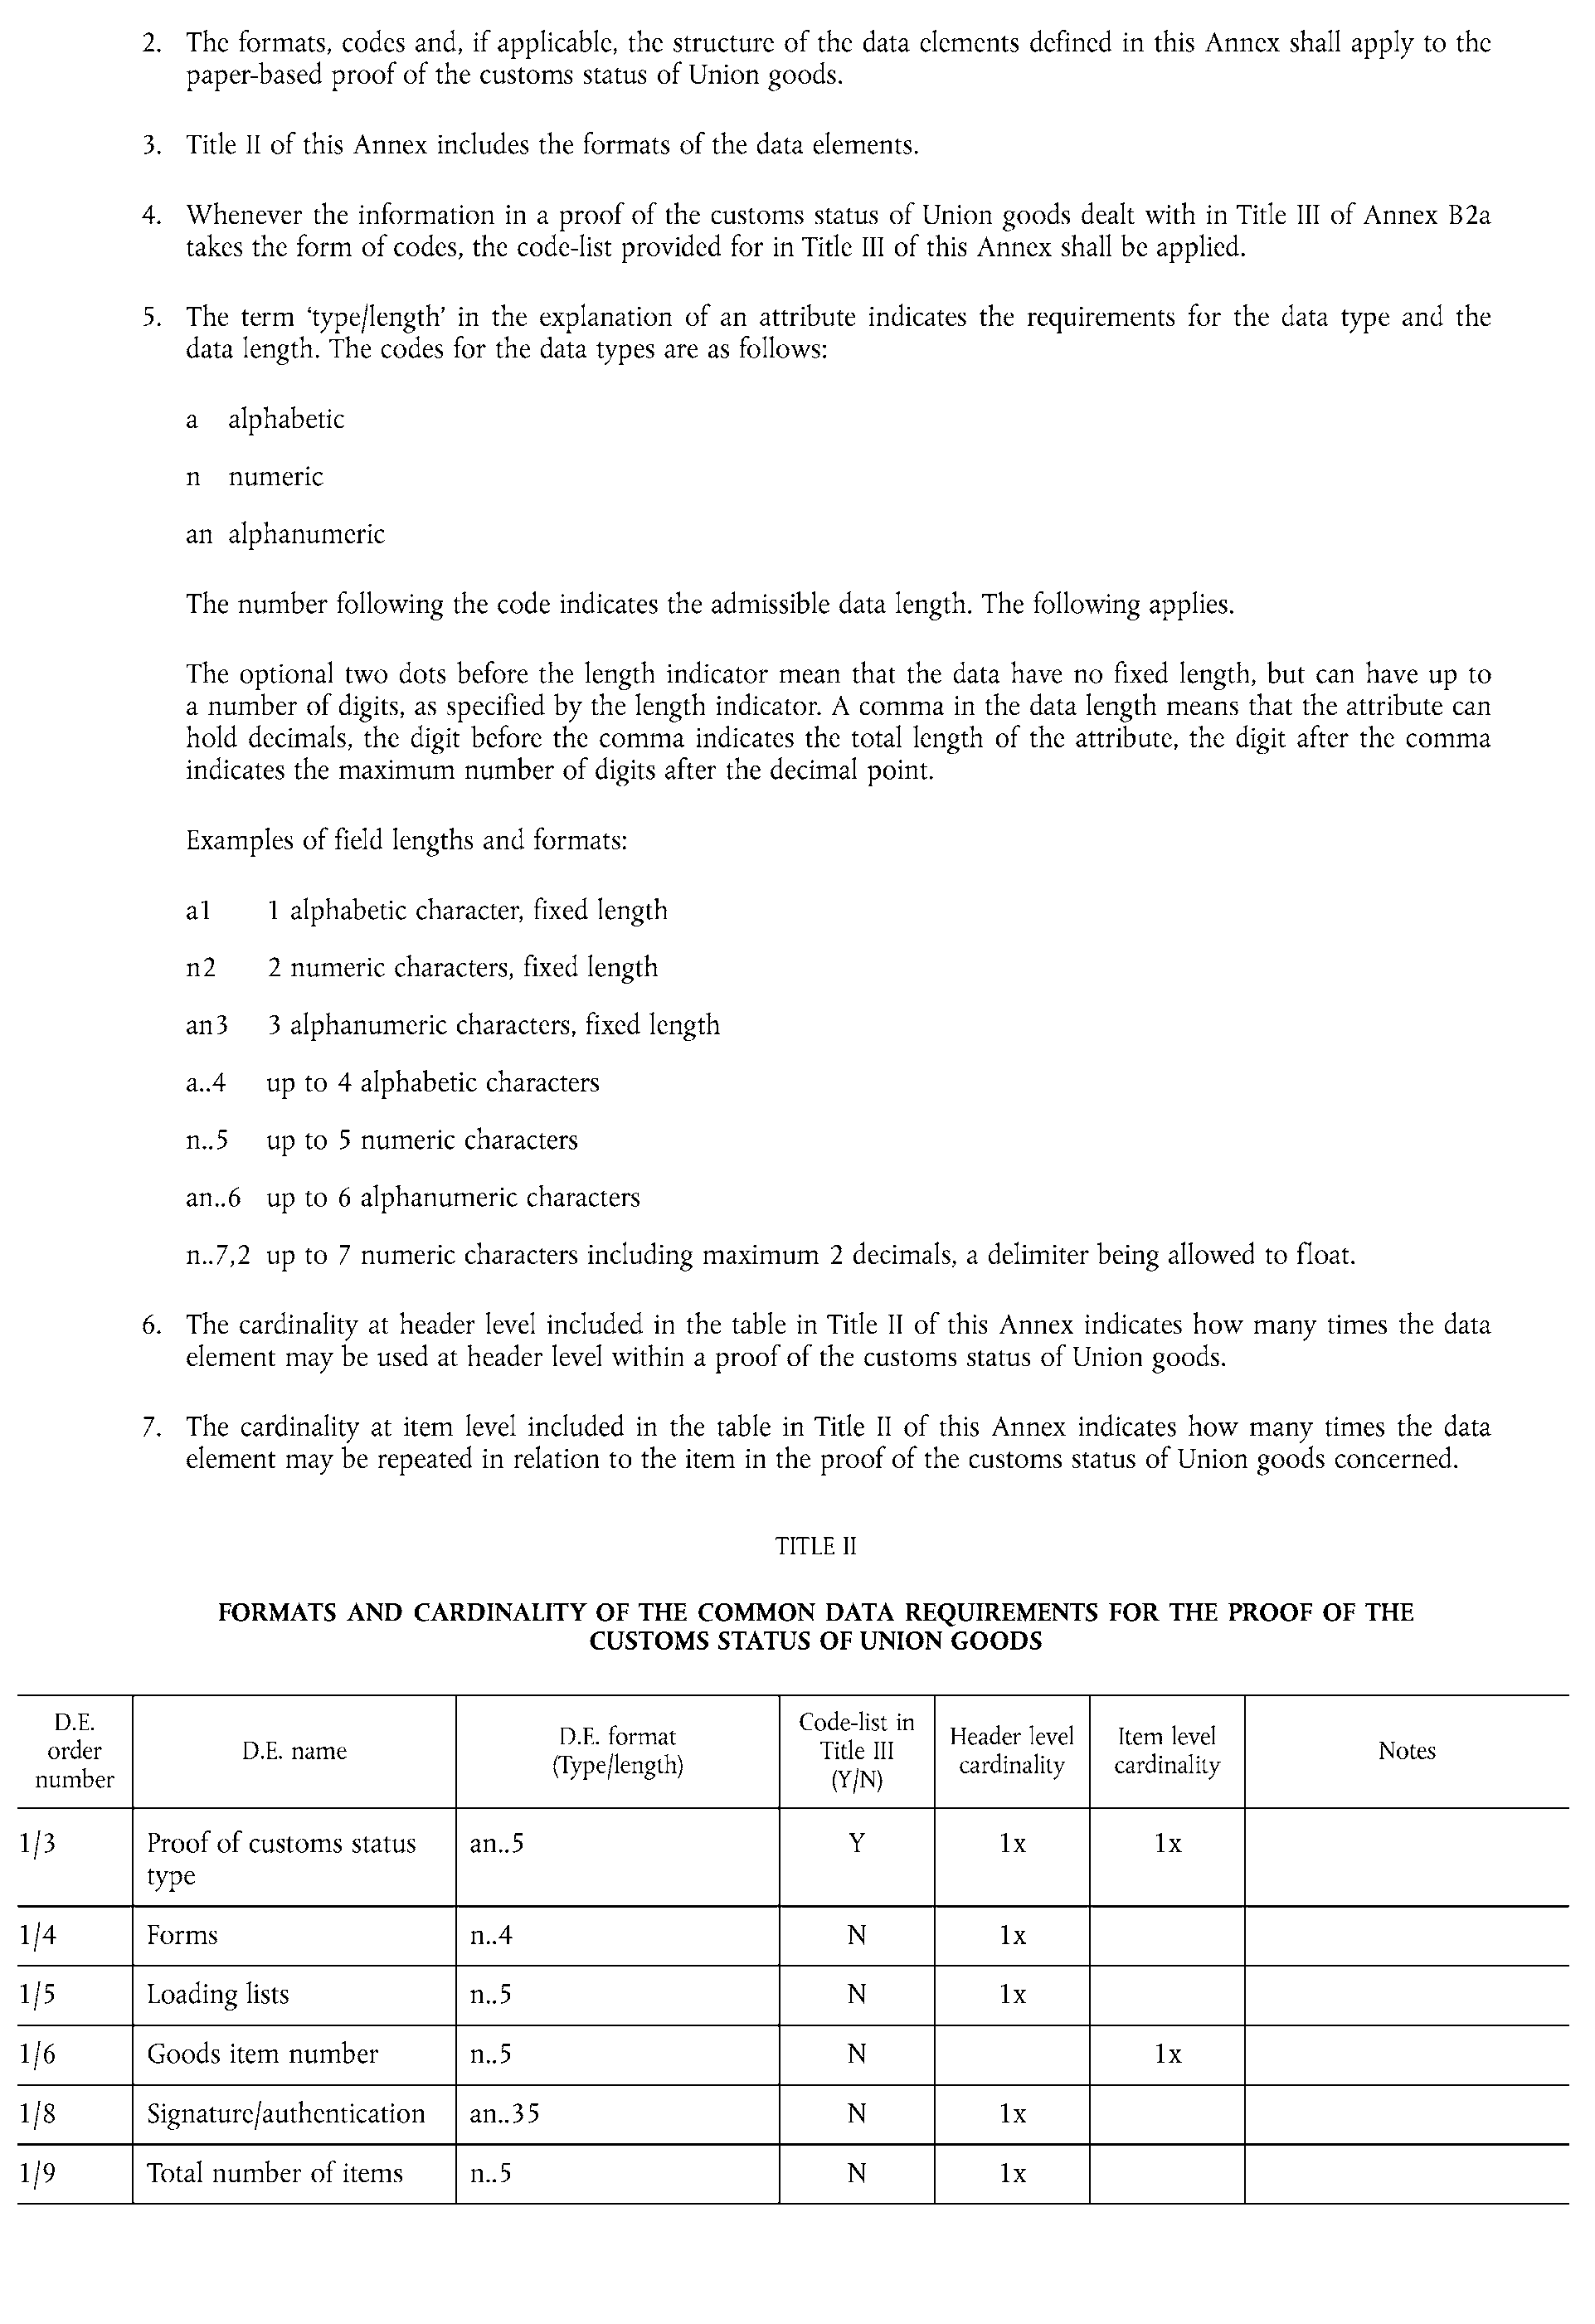 2. The formats, codes and, if applicable, the structure of the data elements defined in this Annex shall apply to the
paper-based proof of the customs status of Union goods.
3. Title II of this Annex includes the formats of the data elements.
4. Whenever the information in a proof of the customs status of Union goods dealt with in Title III of Annex B2a
takes the form of codes, the code-list provided for in Title III of this Annex shall be applied.
5. The term ‘type/length’ in the explanation of an attribute indicates the requirements for the data type and the
data length. The codes for the data types are as follows:
a alphabetic
n numeric
an alphanumeric
The number following the code indicates the admissible data length. The following applies.
The optional two dots before the length indicator mean that the data have no fixed length, but can have up to
a number of digits, as specified by the length indicator. A comma in the data length means that the attribute can
hold decimals, the digit before the comma indicates the total length of the attribute, the digit after the comma
indicates the maximum number of digits after the decimal point.
Examples of field lengths and formats:
a1 1 alphabetic character, fixed length
n2 2 numeric characters, fixed length
an3 3 alphanumeric characters, fixed length
a..4 up to 4 alphabetic characters
n..5 up to 5 numeric characters
an..6 up to 6 alphanumeric characters
n..7,2 up to 7 numeric characters including maximum 2 decimals, a delimiter being allowed to float.
6. The cardinality at header level included in the table in Title II of this Annex indicates how many times the data
element may be used at header level within a proof of the customs status of Union goods.
7. The cardinality at item level included in the table in Title II of this Annex indicates how many times the data
element may be repeated in relation to the item in the proof of the customs status of Union goods concerned.
TITLE II
FORMATS AND CARDINALITY OF THE COMMON DATA REQUIREMENTS FOR THE PROOF OF THE
CUSTOMS STATUS OF UNION GOODS
D.E.
order
number
D.E. name
D.E. format
(Type/length)
Code-list in
Title III
(Y/N)
Header level
cardinality
Item level
cardinality
Notes
1/3 Proof of customs status an..5 Y 1x 1x
type
1/4 Forms n..4 N 1x
1/5 Loading lists n..5 N 1x
1/6 Goods item number n..5 N 1x
1/8 Signature/authentication an..35 N 1x
1/9 Total number of items n..5 N 1x